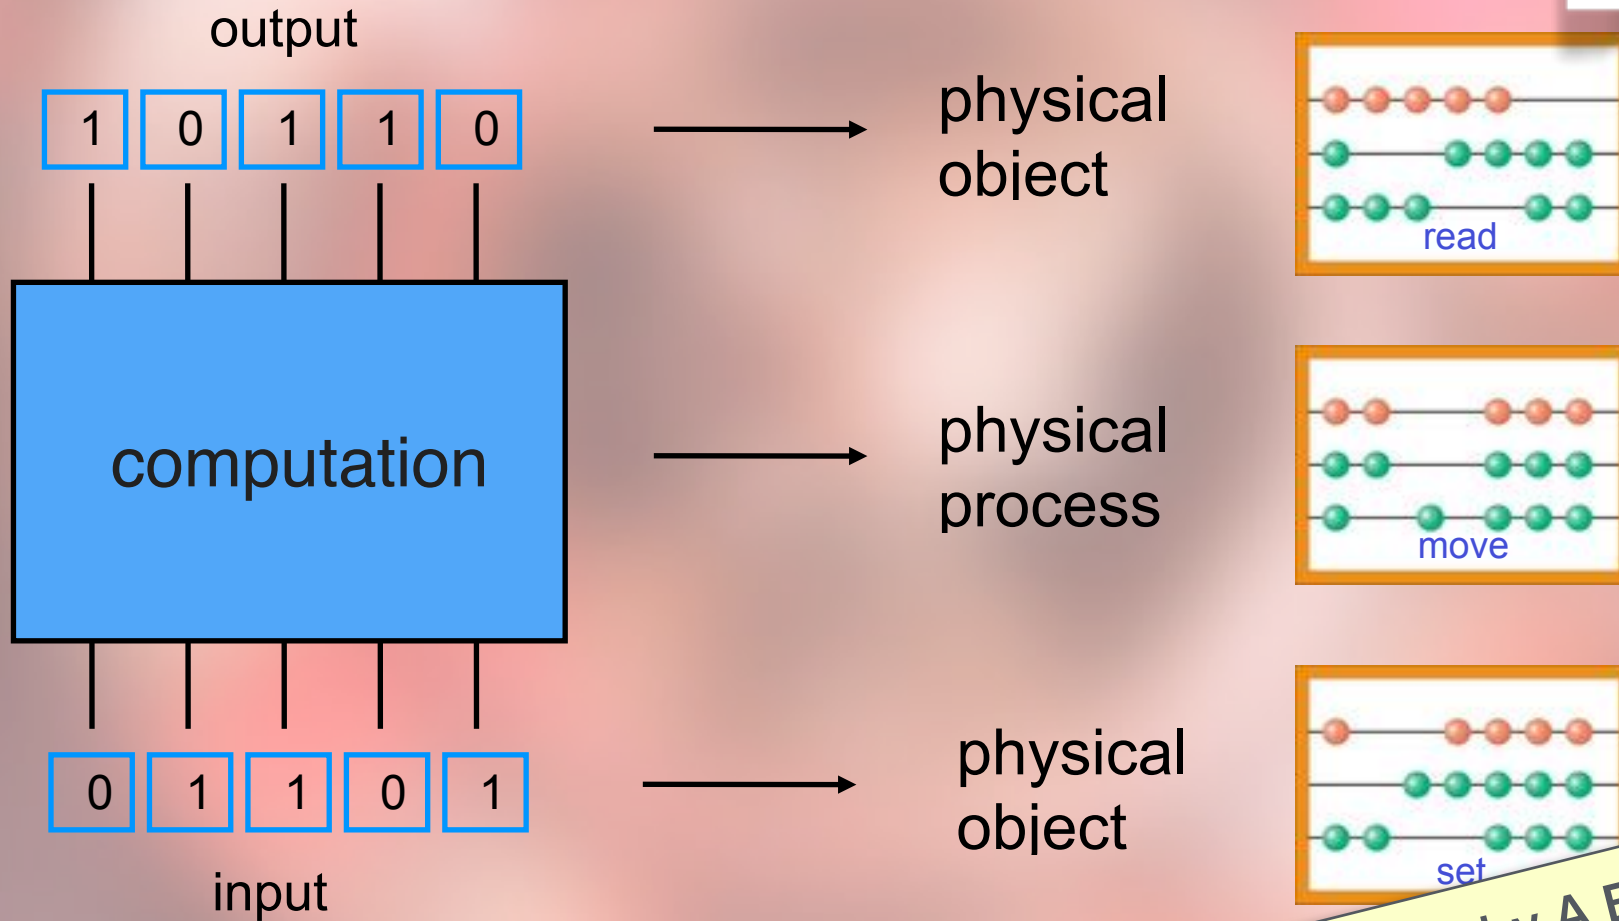 output
1 0 1 1 0
physical
object
read
computation
physical
process
move
0 1 1 0 1
physical
object
set
input